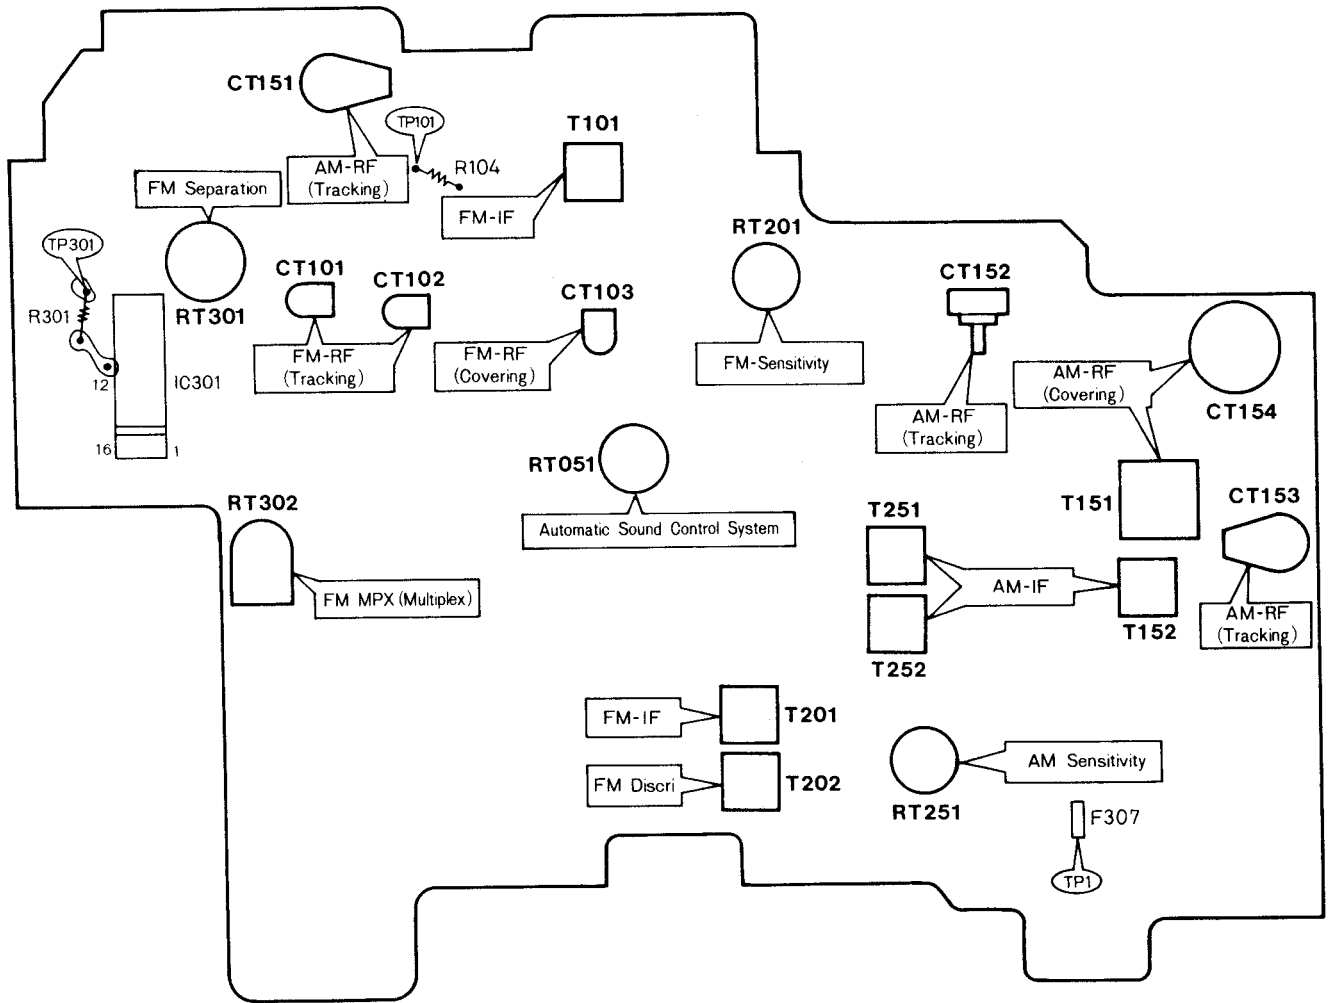 CT151
TP101
T101
AM-RF
(Tracking)
R104
FM Separation
FM-IF
RT201
TP301
CT101
CT102
CT103
CT152
R301
RT301
FM-RF
(Tracking)
FM-RF
(Covering)
FM-Sensitivity
AM-RF
(Covering)
12
IC301
CT154
AM-RF
(Tracking)
16
1
RT051
RT302
T151
CT153
T251
Automatic Sound Control System
FM MPX (Multiplex)
AM-IF
T152
AM-RF
(Tracking)
T252
FM-IF
T201
FM Discri
T202
AM Sensitivity
RT251
F307
TP1